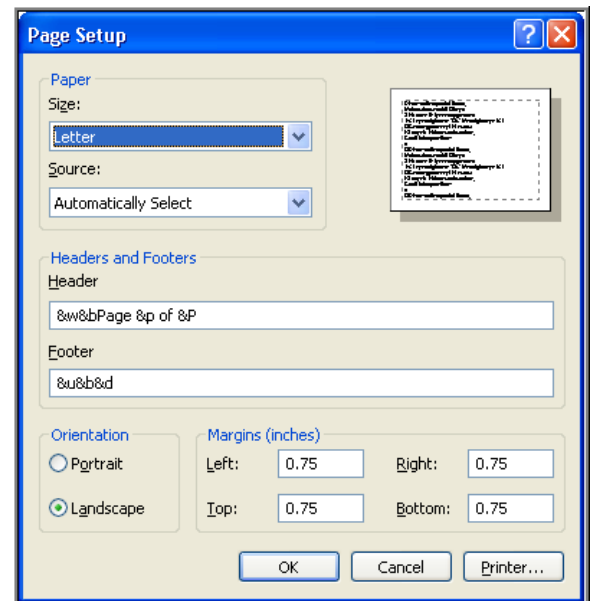 Page Setup
Paper
Size:
Letter
Source:
Automatically Select
Headers and Footers
Header
&w&bPage &p of &P
Footer
&u&b&d
Orientation
Portrait
Landscape
Margins (inches)
Left: 0.75 Right: 0.75
Top: 0.75 Bottom: 0.75
OK Cancel Printer...